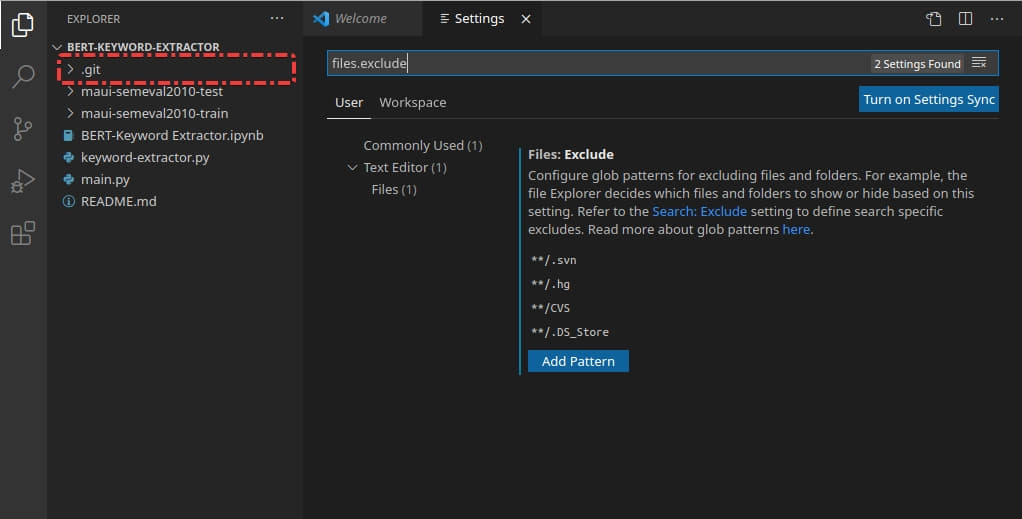 EXPLORER
BERT-KEYWORD-EXTRACTOR
.git
maui-semeval2010-test
maui-semeval2010-train
BERT-Keyword Extractor.ipynb
keyword-extractor.py
main.py
README.md
Welcome
Settings
files.exclude
2 Settings Found
User
Workspace
Turn on Settings Sync
Commonly Used (1)
Text Editor (1)
Files (1)
Files: Exclude
Configure glob patterns for excluding files and folders. For example, the
file Explorer decides which files and folders to show or hide based on this
setting. Refer to the Search: Exclude setting to define search specific
excludes. Read more about glob patterns here.
**/.svn
**/.hg
**/CVS
**/.DS_Store
Add Pattern